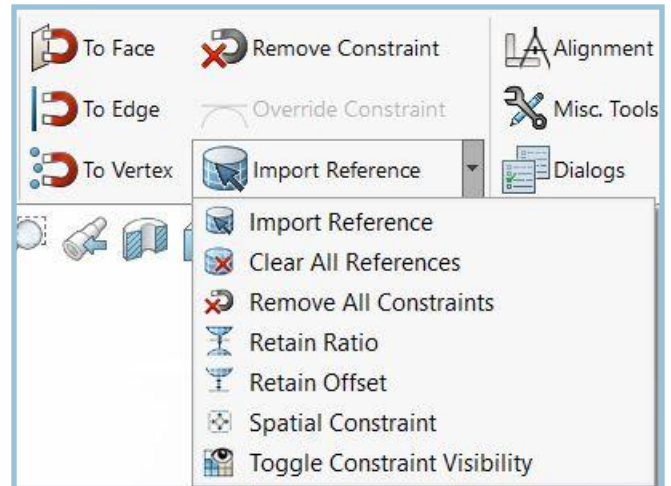 To Face
Remove Constraint
Alignment
To Edge
Override Constraint
Misc. Tools
To Vertex
Import Reference
Dialogs
Import Reference
Clear All References
Remove All Constraints
Retain Ratio
Retain Offset
Spatial Constraint
Toggle Constraint Visibility